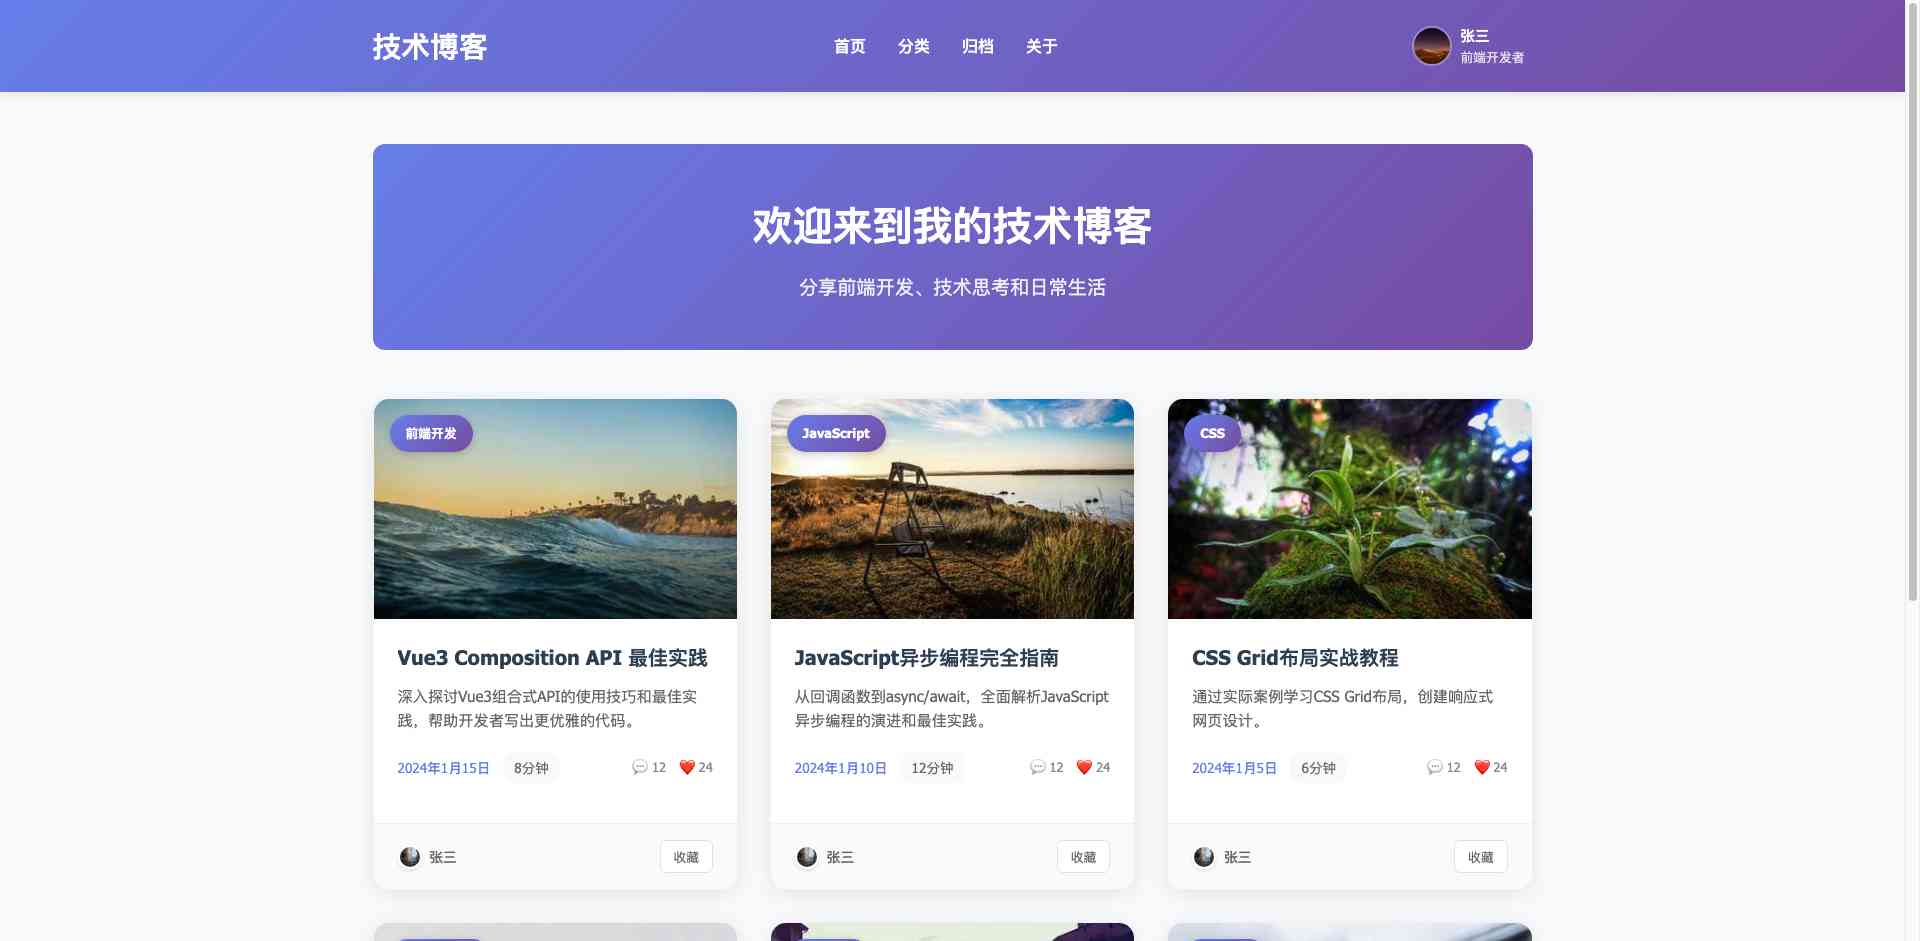 技术博客
首页
分类
归档
关于
张三
前端开发者
欢迎来到我的技术博客
分享前端开发、技术思考和日常生活
前端开发
Vue3 Composition API 最佳实践
深入探讨Vue3组合式API的使用技巧和最佳实
践，帮助开发者写出更优雅的代码。
2024年1月15日 8分钟 12 24
张三 收藏
JavaScript
JavaScript异步编程完全指南
从回调函数到async/await，全面解析JavaScript
异步编程的演进和最佳实践。
2024年1月10日 12分钟 12 24
张三 收藏
CSS
CSS Grid布局实战教程
通过实际案例学习CSS Grid布局，创建响应式
网页设计。
2024年1月5日 6分钟 12 24
张三 收藏